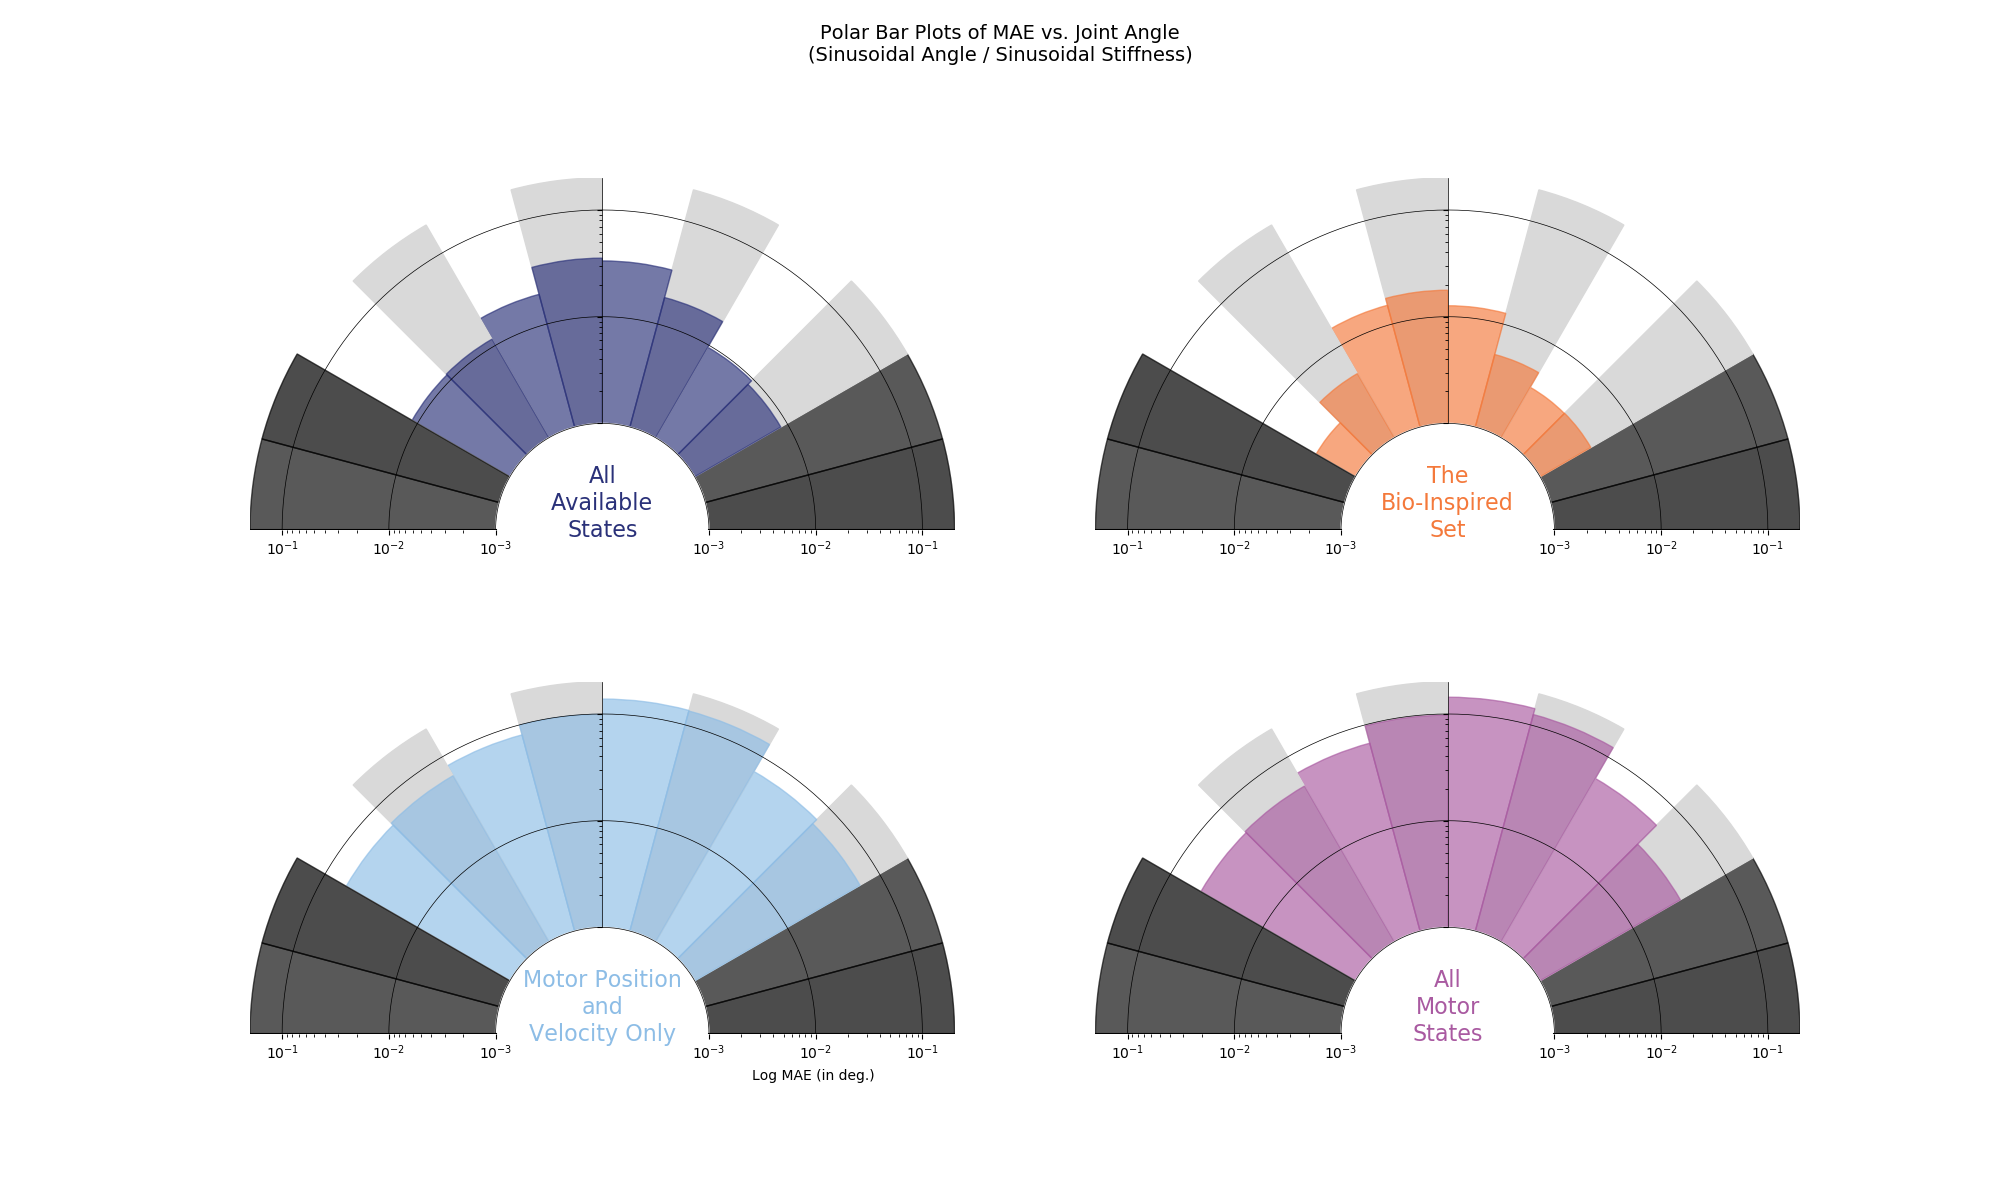 Polar Bar Plots of MAE vs. Joint Angle
(Sinusoidal Angle / Sinusoidal Stiffness)
All
Available
States
10⁻¹ 10⁻² 10⁻³ 10⁻³ 10⁻² 10⁻¹
The
Bio-Inspired
Set
10⁻¹ 10⁻² 10⁻³ 10⁻³ 10⁻² 10⁻¹
Motor Position
and
Velocity Only
10⁻¹ 10⁻² 10⁻³ 10⁻³ 10⁻² 10⁻¹
Log MAE (in deg.)
All
Motor
States
10⁻¹ 10⁻² 10⁻³ 10⁻³ 10⁻² 10⁻¹